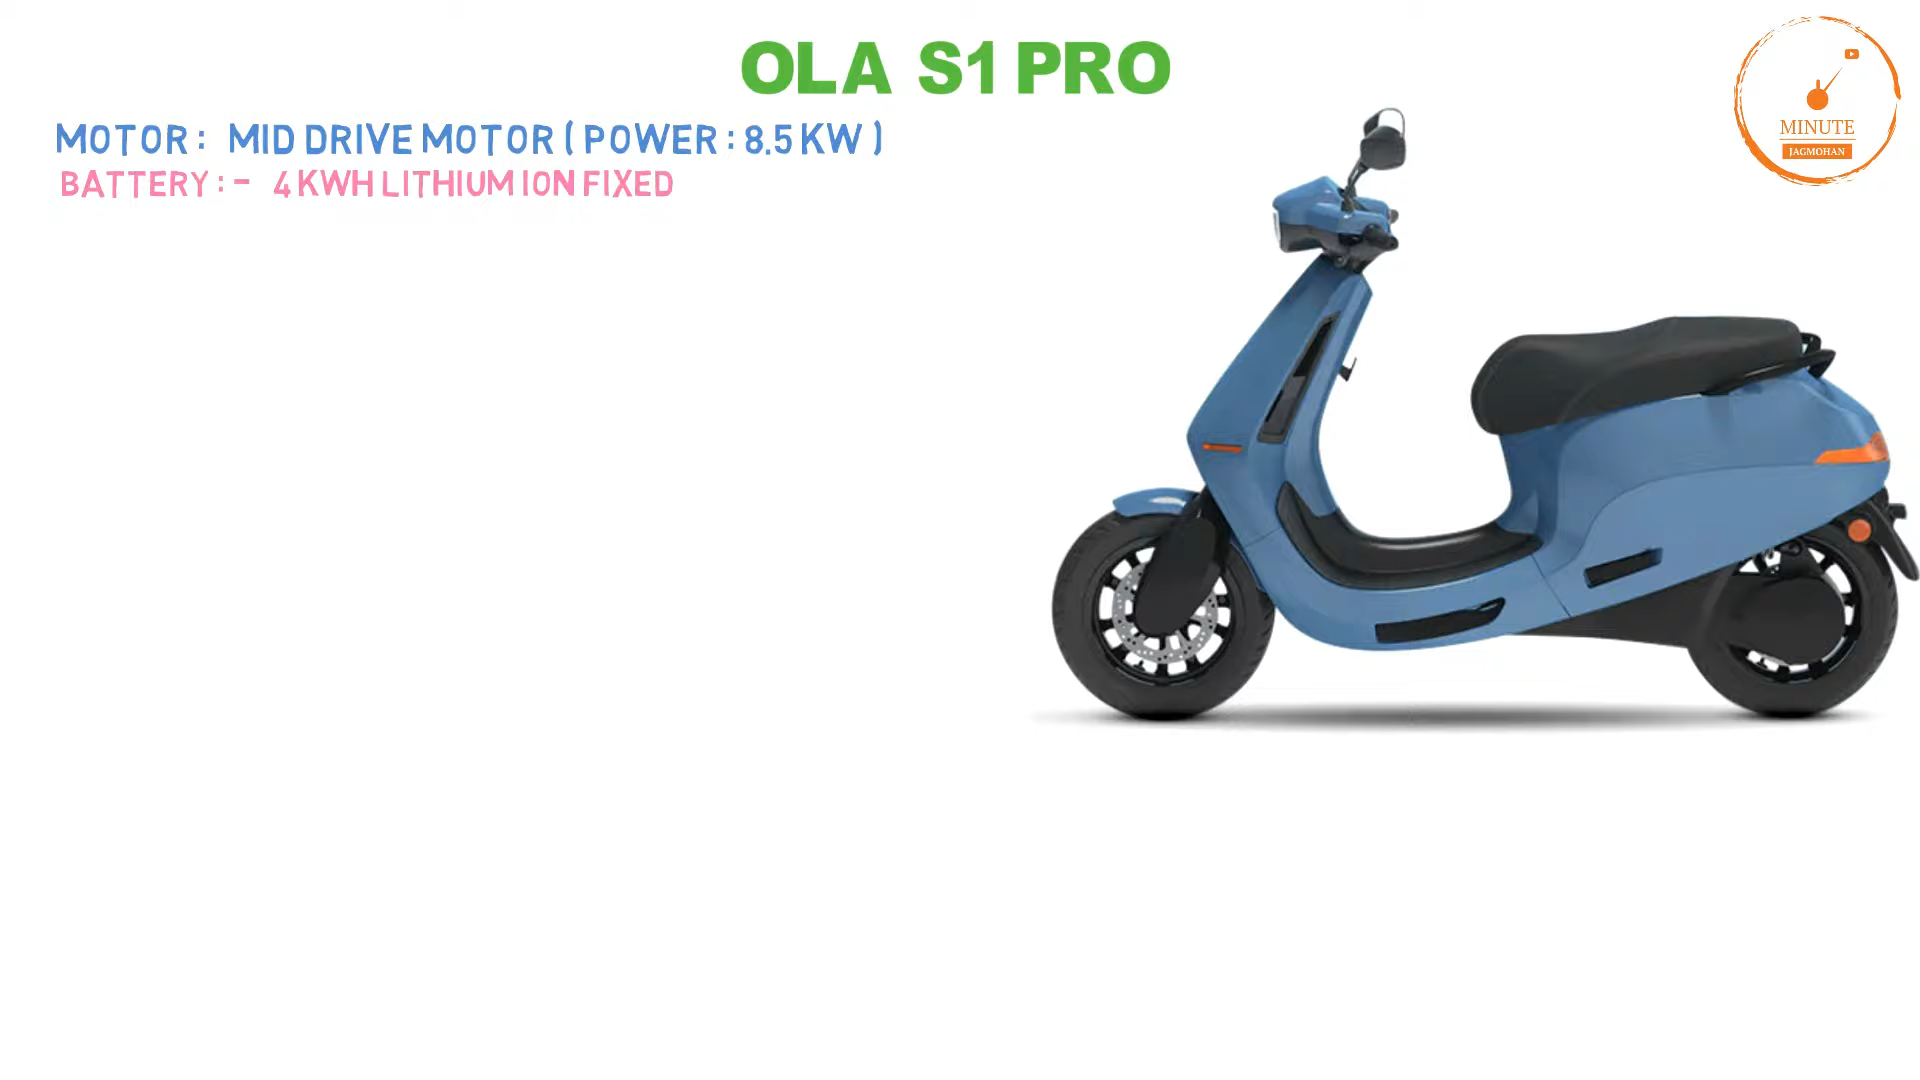 OLA S1 PRO
MOTOR : MID DRIVE MOTOR ( POWER : 8.5 KW )
BATTERY : - 4 KWH LITHIUM ION FIXED
MINUTE
JAGMOHAN